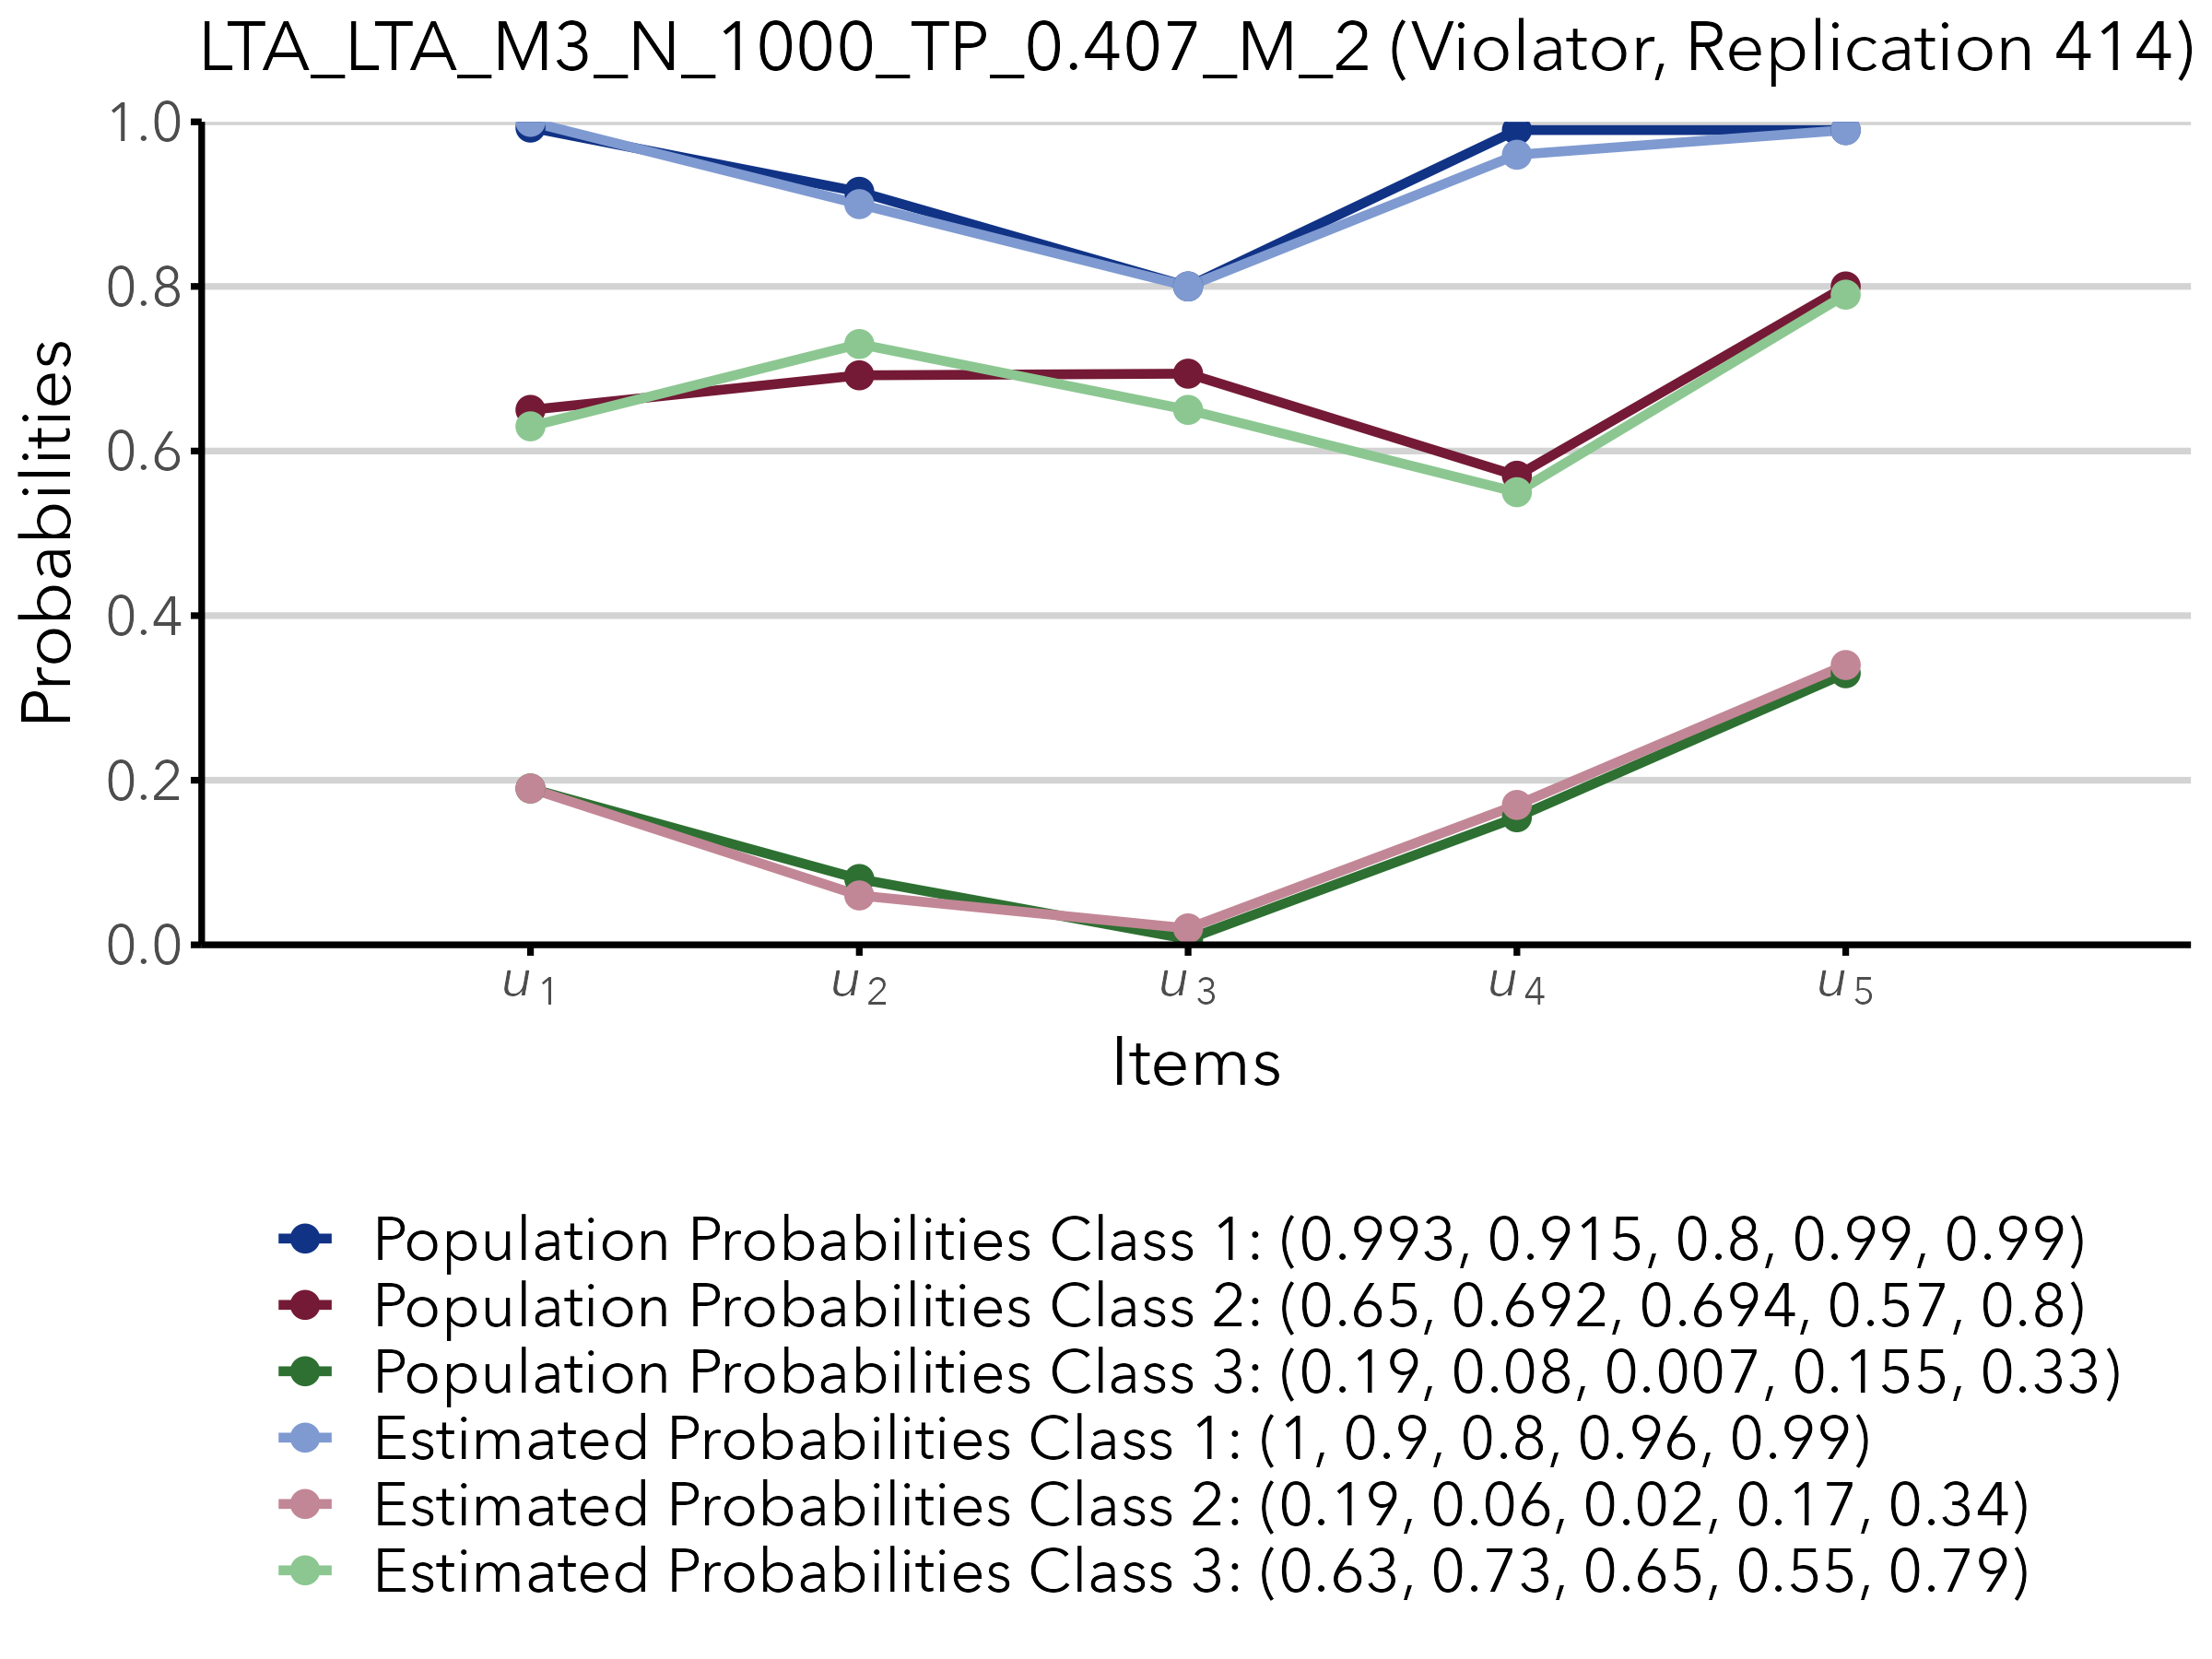 LTA_LTA_M3_N_1000_TP_0.407_M_2 (Violator, Replication 414)
1.0
0.8
0.6
0.4
0.2
0.0
Probabilities
u1 u2 u3 u4 u5
Items
Population Probabilities Class 1: (0.993, 0.915, 0.8, 0.99, 0.99)
Population Probabilities Class 2: (0.65, 0.692, 0.694, 0.57, 0.8)
Population Probabilities Class 3: (0.19, 0.08, 0.007, 0.155, 0.33)
Estimated Probabilities Class 1: (1, 0.9, 0.8, 0.96, 0.99)
Estimated Probabilities Class 2: (0.19, 0.06, 0.02, 0.17, 0.34)
Estimated Probabilities Class 3: (0.63, 0.73, 0.65, 0.55, 0.79)